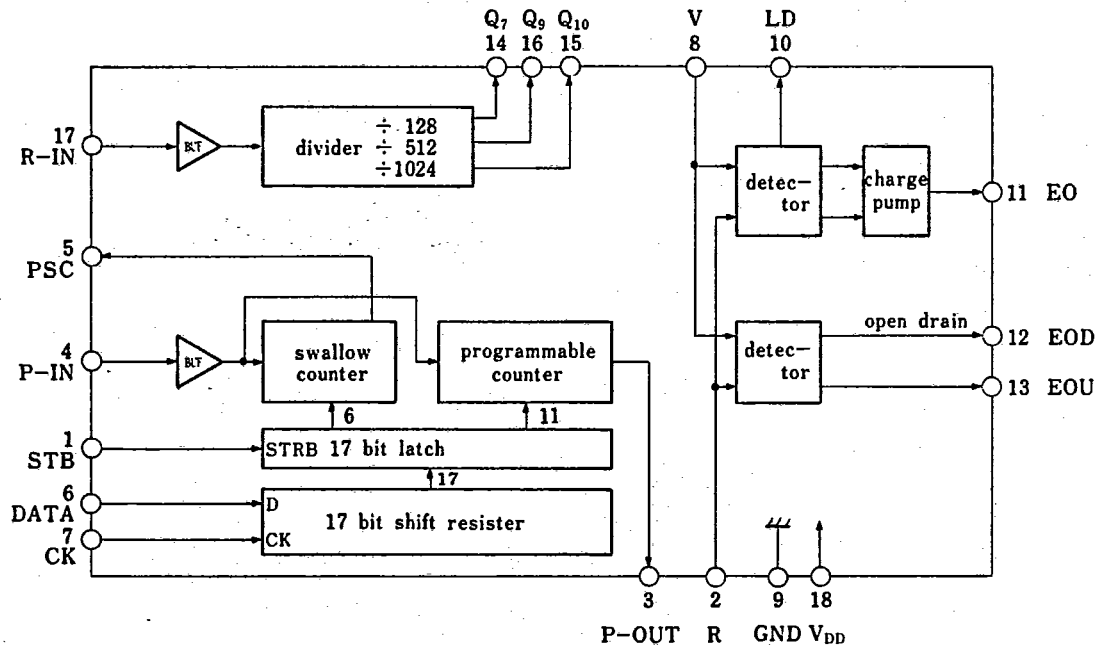 Q7 Q9 Q10 V LD
14 16 15 8 10
17
R-IN
BUF
divider ÷ 128
÷ 512
÷1024
detec-
tor
charge
pump
11 EO
5
PSC
4
P-IN
BUF
swallow
counter
programmable
counter
detec-
tor
open drain
12 EOD
13 EOU
6
11
1
STB
STRB 17 bit latch
17
6
DATA
D
17 bit shift resister
7
CK
CK
3 2 9 18
P-OUT R GND VDD